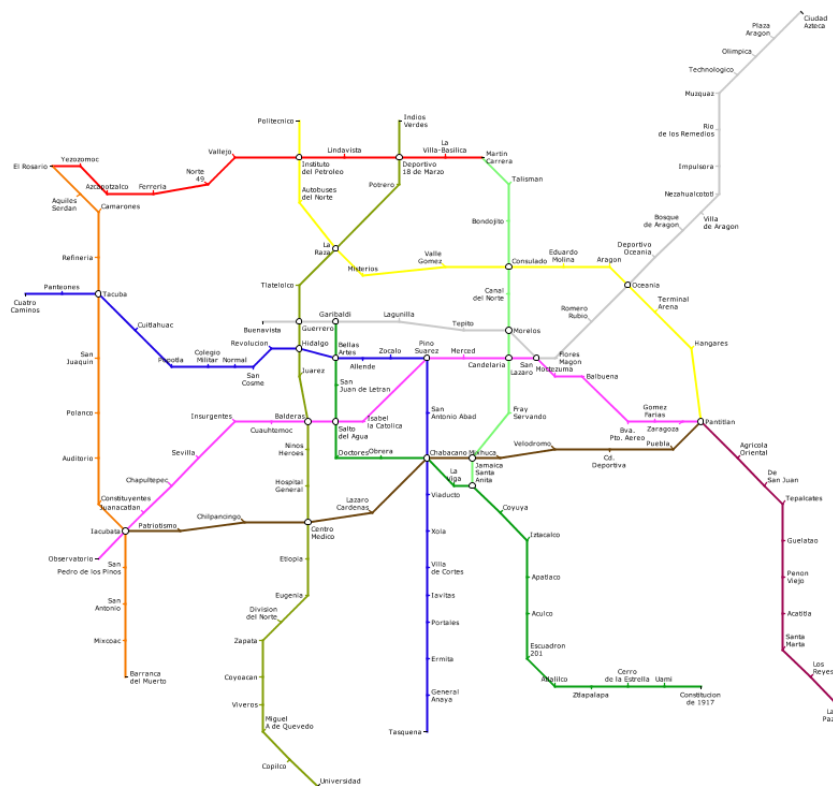 Ciudad
Azteca
Plaza
Aragon
Olimpica
Technologico
Muzquaz
Politecnico
Indios
Verdes
Rio
de los Remedios
Vallejo
Lindavista
La
Villa-Basilica
Martin
Carrera
Yezozomoc
El Rosario
Instituto
del Petroleo
Deportivo
18 de Marzo
Impulsora
Norte
49
Azcapotzalco
Ferreria
Potrero
Talisman
Autobuses
del Norte
Nezahualcototl
Aquiles
Serdan
Camarones
Bondojito
Bosque
de Aragon
Villa
de Aragon
La
Raza
Valle
Gomez
Eduardo
Molina
Deportivo
Oceania
Refineria
Misterios
Consulado
Aragon
Panteones
Tacuba
Tlatelolco
Canal
del Norte
Oceania
Cuatro
Caminos
Terminal
Arena
Garibaldi
Lagunilla
Romero
Rubio
Cuitlahuac
Buenavista
Guerrero
Tepito
Morelos
Revolucion
Hidalgo
Bellas
Artes
Pino
Suarez
Hangares
San
Juaquin
Popotla
Colegio
Militar
Normal
San
Cosme
Allende
Zocalo
Merced
Candelaria
San
Lazaro
Flores
Magon
Moctozuma
Juarez
Balbuena
San
Juan de Letran
Polanco
Insurgentes
Balderas
Cuauhtemoc
Isabel
la Catolica
San
Antonio Abad
Fray
Servando
Gomez
Farias
Salto
del Agua
Bva.
Pto. Aereo
Zaragoza
Pantitlan
Auditorio
Sevilla
Ninos
Heroes
Doctores
Obrera
Chabacano
Mixhuca
Velodromo
Puebla
Cd.
Deportiva
Agricola
Oriental
Chapultepec
La
Viga
Jamaica
Santa
Anita
De
San Juan
Constituyentes
Juanacatlan
Hospital
General
Lazaro
Cardenas
Viaducto
Coyuya
Tepalcates
Iacubata
Patriotismo
Chilpancingo
Centro
Medico
Xola
Iztacalco
Guelatao
Observatorio
San
Pedro de los Pinos
Etiopia
Villa
de Cortes
Apatlaco
Penon
Viejo
San
Antonio
Eugenia
Iavitas
Division
del Norte
Portales
Aculco
Acatitla
Mixcoac
Zapata
Escuadron
201
Santa
Marta
Barranca
del Muerto
Coyoacan
Ermita
Cerro
de la Estrella
Uami
Los
Reyes
Viveros
General
Anaya
Ztlapalapa
Constitucion
de 1917
Miguel
A de Quevedo
Tasquena
La
Paz
Copilco
Universidad